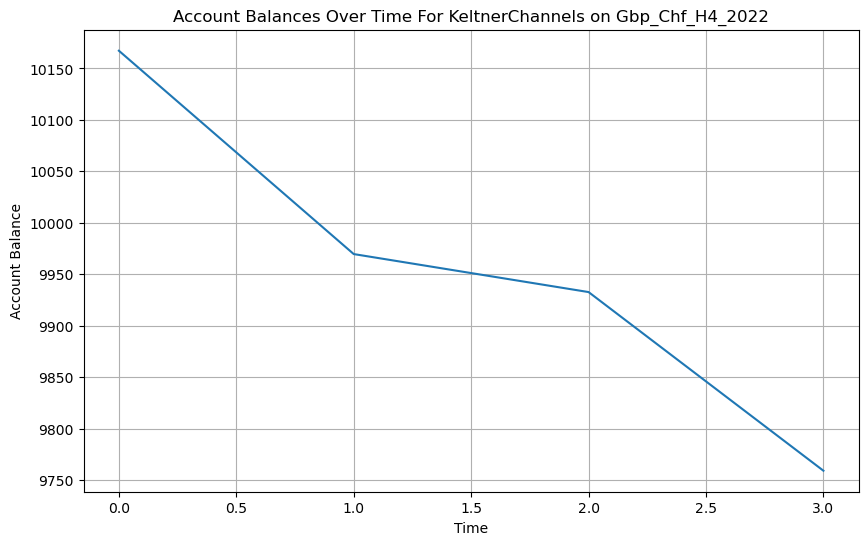 Account Balances Over Time For KeltnerChannels on Gbp_Chf_H4_2022
Account Balance
10150
10100
10050
10000
9950
9900
9850
9800
9750
0.0 0.5 1.0 1.5 2.0 2.5 3.0
Time